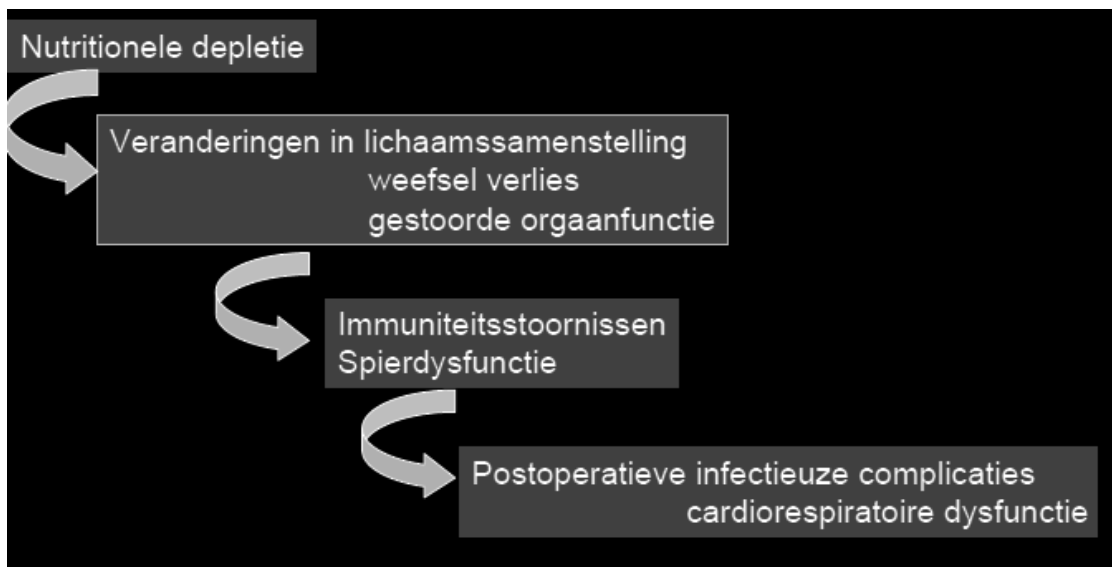 Nutritionele depletie
Veranderingen in lichaamssamenstelling
weefsel verlies
gestoorde orgaanfunctie
Immuniteitsstoornissen
Spierdysfunctie
Postoperatieve infectieuze complicaties
cardiorespiratoire dysfunctie